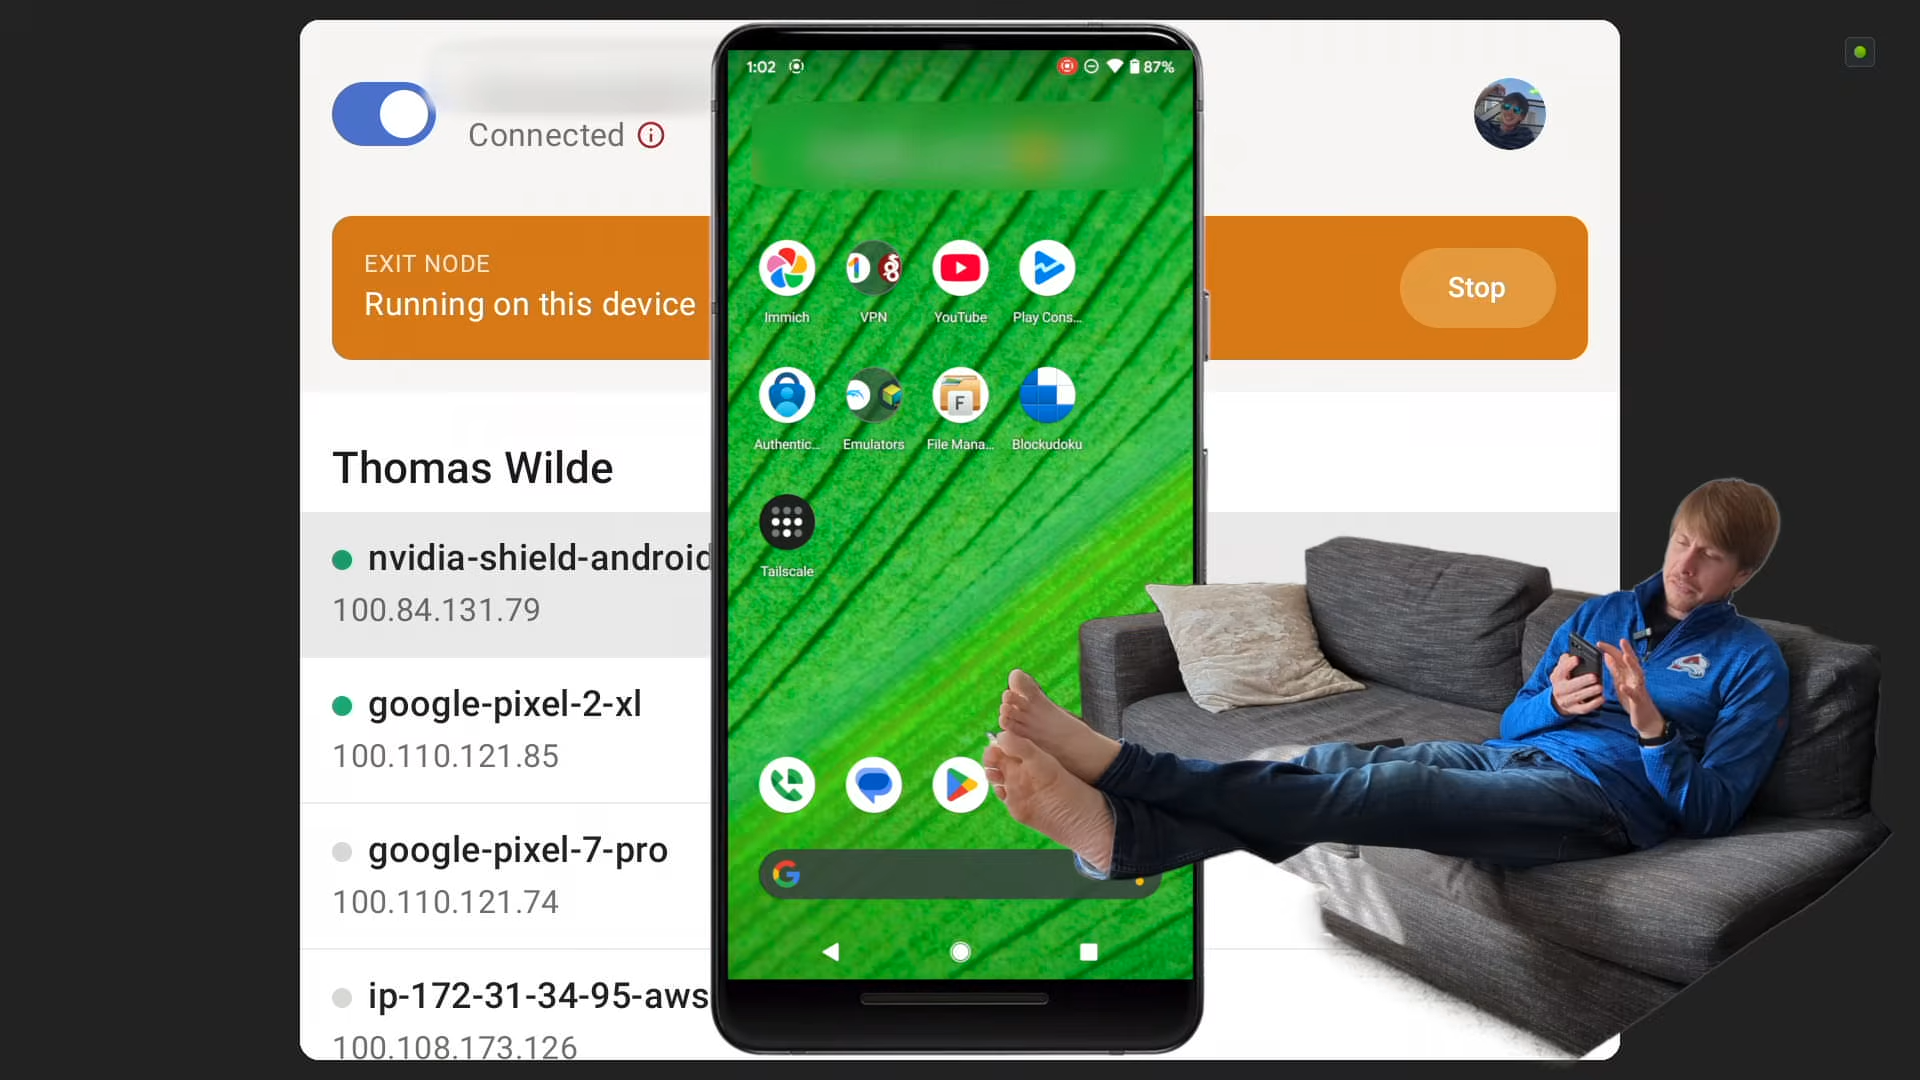 Connected
EXIT NODE
Running on this device
Stop
Thomas Wilde
nvidia-shield-android
100.84.131.79
google-pixel-2-xl
100.110.121.85
google-pixel-7-pro
100.110.121.74
ip-172-31-34-95-aws
100.108.173.126
1:02
87%
Immich
VPN
YouTube
Play Cons...
Authentic...
Emulators
File Mana...
Blockudoku
Tailscale